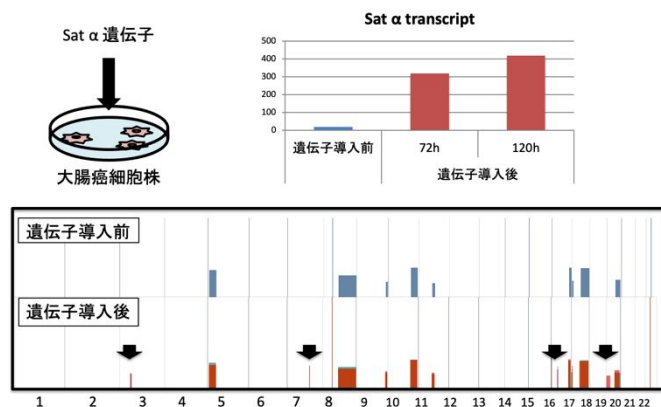 Sat α 遺伝子
大腸癌細胞株
Sat α transcript
500
400
300
200
100
0
遺伝子導入前
72h
120h
遺伝子導入後
遺伝子導入前
遺伝子導入後
1 2 3 4 5 6 7 8 9 10 11 12 13 14 15 16 17 18 19 20 21 22